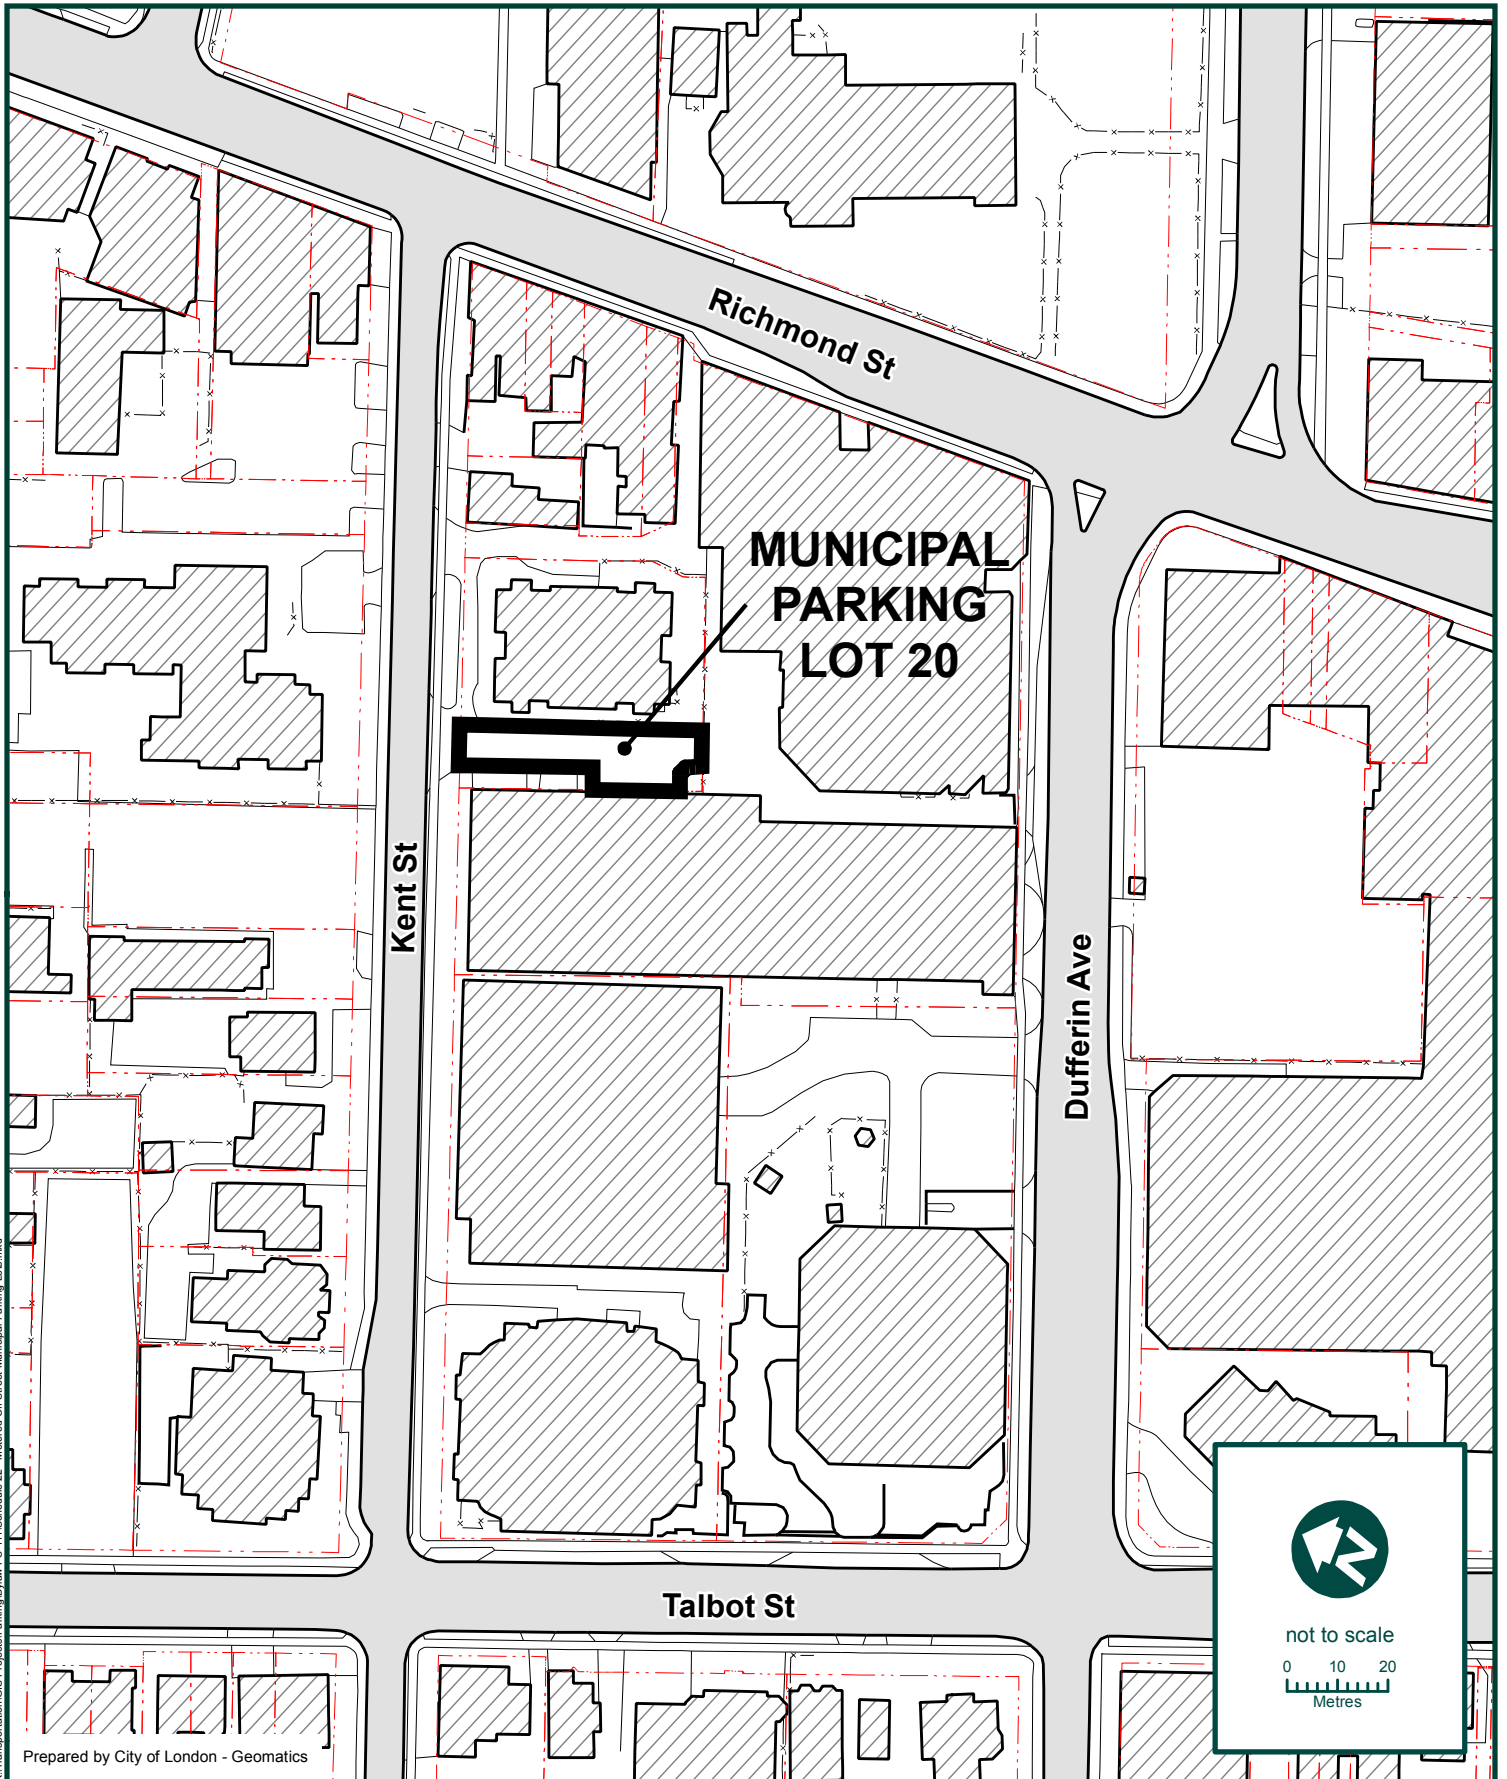 Richmond St
MUNICIPAL
PARKING
LOT 20
Kent St
Dufferin Ave
Talbot St
not to scale
0 10 20
Metres
Prepared by City of London - Geomatics